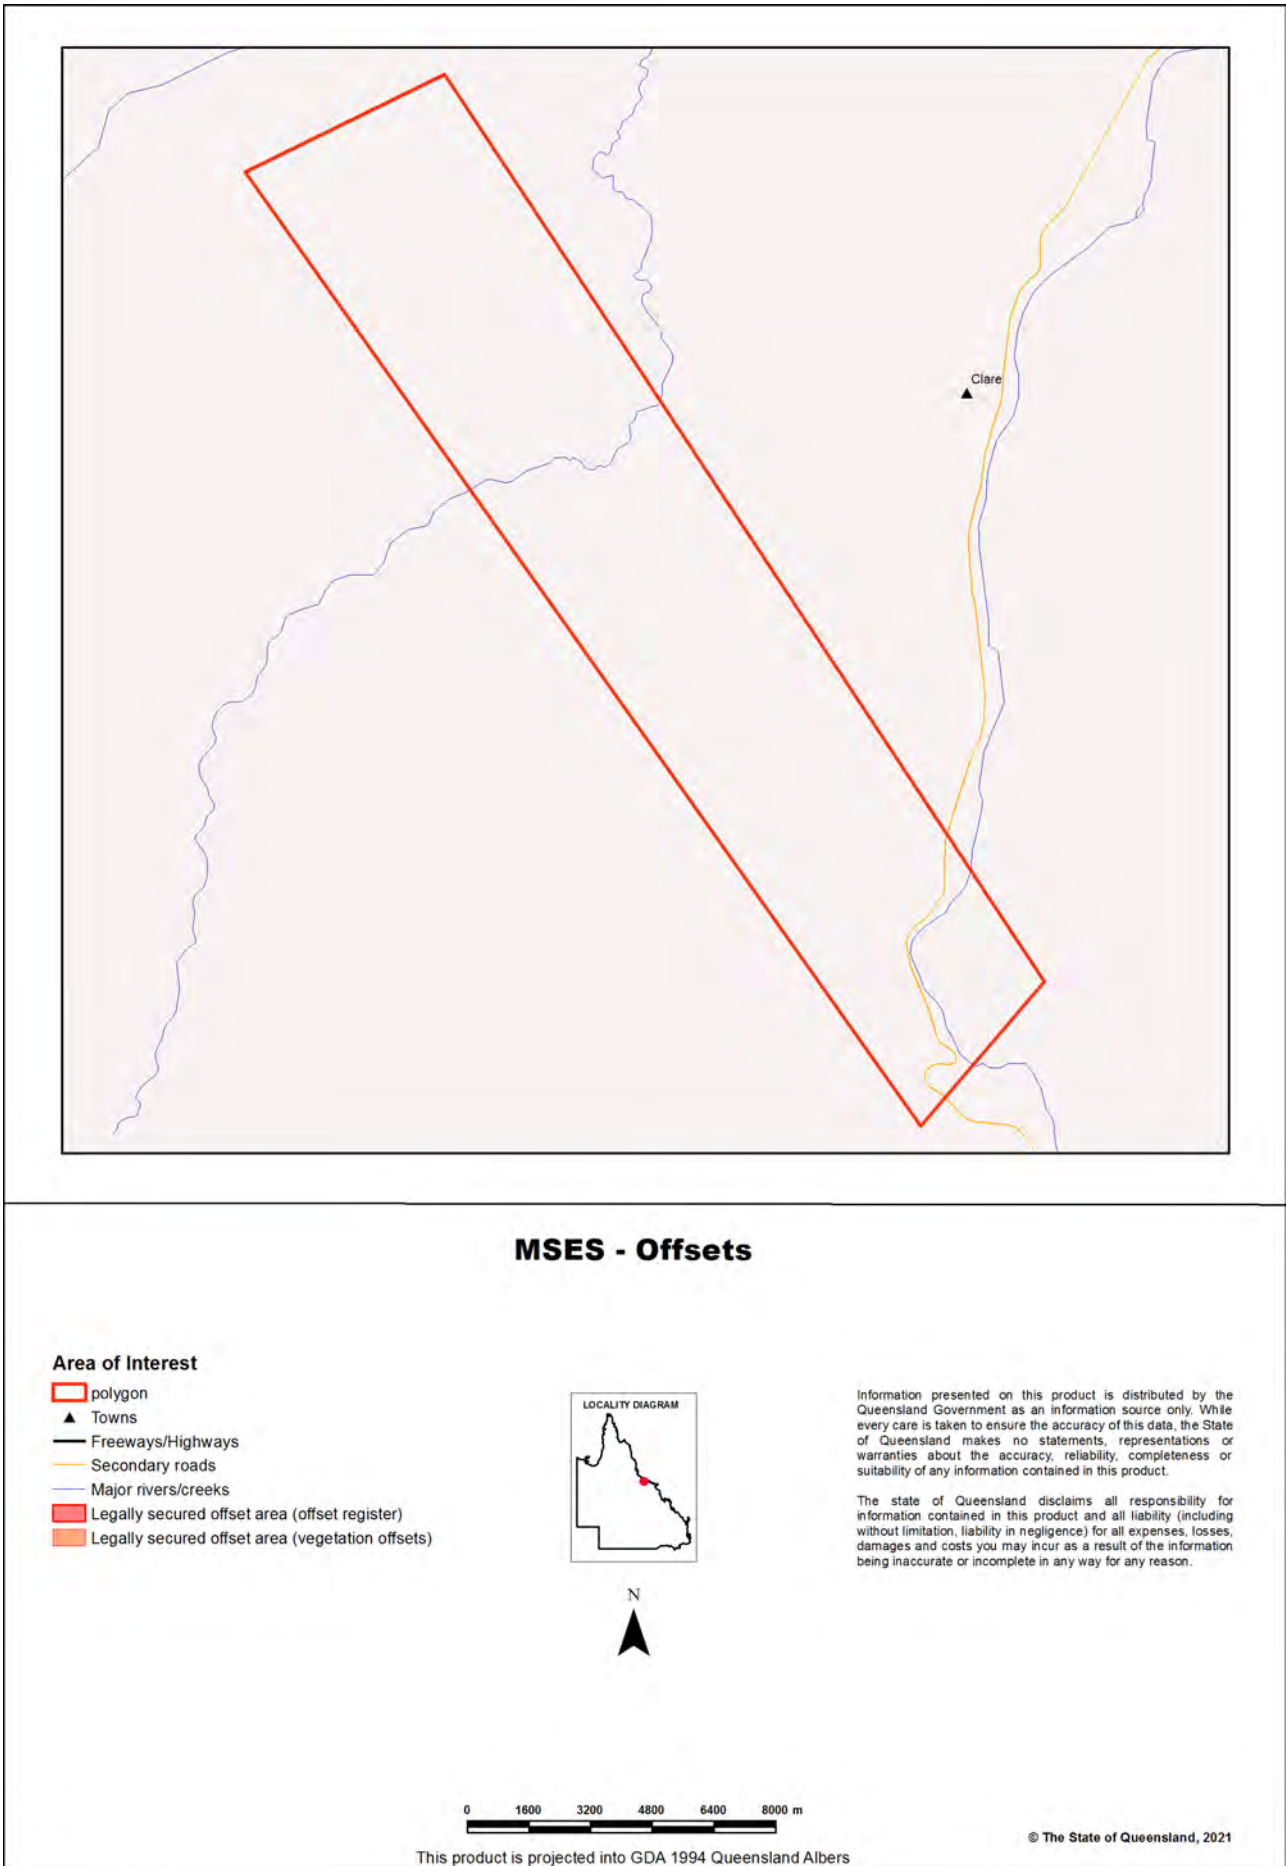 Clare
MSES - Offsets
Area of Interest
polygon
Towns
Freeways/Highways
Secondary roads
Major rivers/creeks
Legally secured offset area (offset register)
Legally secured offset area (vegetation offsets)
LOCALITY DIAGRAM
N
Information presented on this product is distributed by the
Queensland Government as an information source only. While
every care is taken to ensure the accuracy of this data, the State
of Queensland makes no statements, representations or
warranties about the accuracy, reliability, completeness or
suitability of any information contained in this product.
The state of Queensland disclaims all responsibility for
information contained in this product and all liability (including
without limitation, liability in negligence) for all expenses, losses,
damages and costs you may incur as a result of the information
being inaccurate or incomplete in any way for any reason.
0 1600 3200 4800 6400 8000 m
This product is projected into GDA 1994 Queensland Albers
© The State of Queensland, 2021